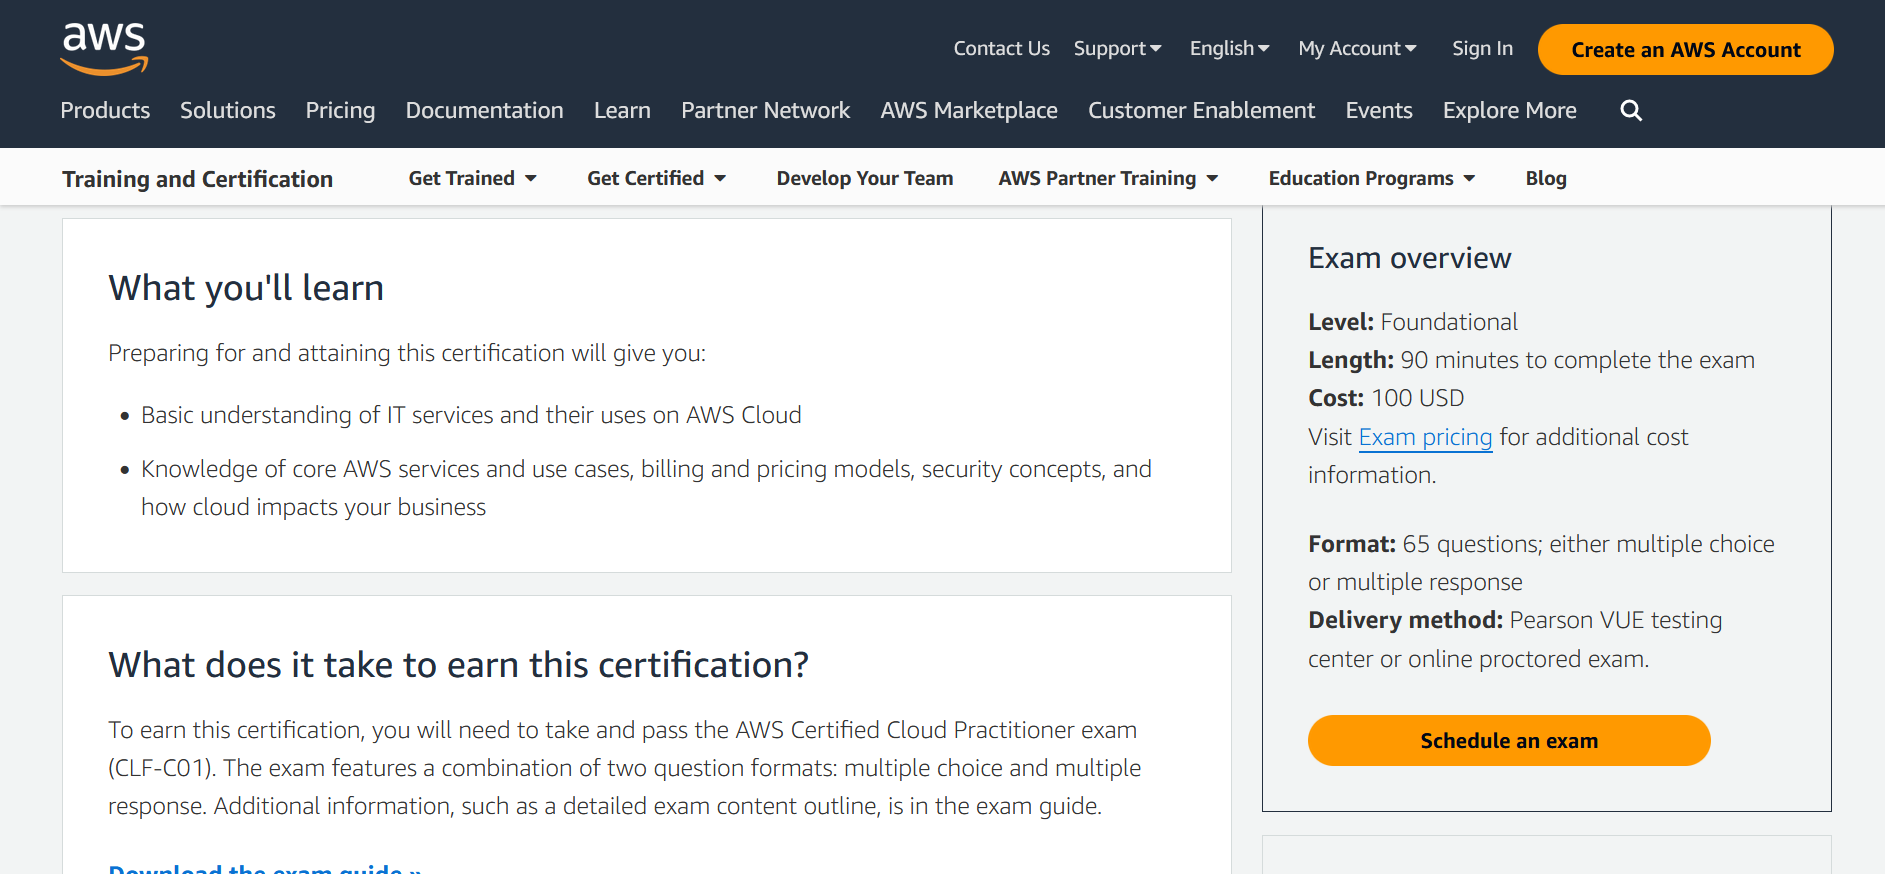 aws
Contact Us Support English My Account Sign In Create an AWS Account
Products Solutions Pricing Documentation Learn Partner Network AWS Marketplace Customer Enablement Events Explore More
Training and Certification Get Trained Get Certified Develop Your Team AWS Partner Training Education Programs Blog
What you'll learn
Preparing for and attaining this certification will give you:
• Basic understanding of IT services and their uses on AWS Cloud
• Knowledge of core AWS services and use cases, billing and pricing models, security concepts, and
how cloud impacts your business
What does it take to earn this certification?
To earn this certification, you will need to take and pass the AWS Certified Cloud Practitioner exam
(CLF-C01). The exam features a combination of two question formats: multiple choice and multiple
response. Additional information, such as a detailed exam content outline, is in the exam guide.
Download the exam guide »
Exam overview
Level: Foundational
Length: 90 minutes to complete the exam
Cost: 100 USD
Visit Exam pricing for additional cost
information.
Format: 65 questions; either multiple choice
or multiple response
Delivery method: Pearson VUE testing
center or online proctored exam.
Schedule an exam